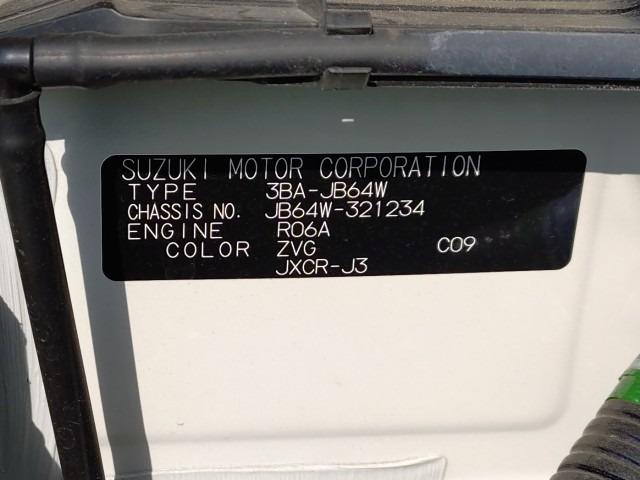 SUZUKI MOTOR CORPORATION
TYPE 3BA-JB64W
CHASSIS NO. JB64W-321234
ENGINE R06A
COLOR ZVG C09
JXCR-J3